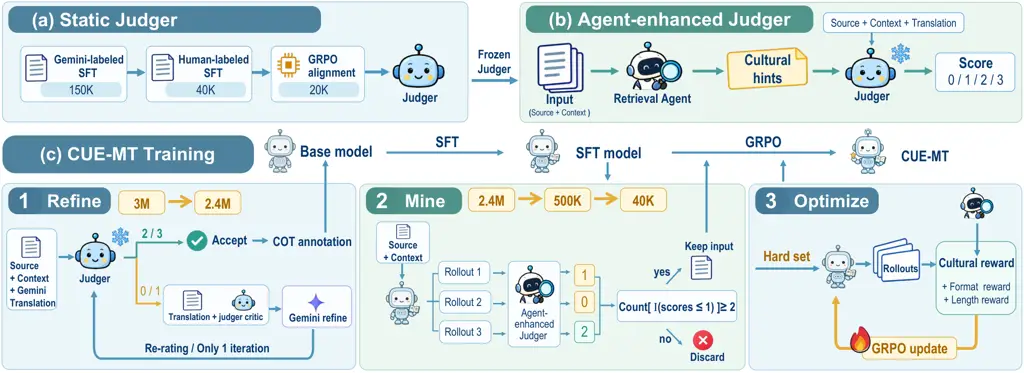 (a) Static Judger
Gemini-labeled
SFT
150K
Human-labeled
SFT
40K
GRPO
alignment
20K
Judger
Frozen
Judger
(b) Agent-enhanced Judger
Input
(Source + Context)
Retrieval Agent
Cultural
hints
Source + Context + Translation
Judger
Score
0 / 1 / 2 / 3
(c) CUE-MT Training
Base model
SFT
SFT model
GRPO
CUE-MT
1 Refine
3M
2.4M
Source
+ Context
+ Gemini
Translation
Judger
2 / 3
Accept
COT annotation
0 / 1
Translation + judger critic
Gemini refine
Re-rating / Only 1 iteration
2 Mine
2.4M
500K
40K
Source
+ Context
Rollout 1
Rollout 2
Rollout 3
Agent-
enhanced
Judger
1
0
2
Count[ I(scores ≤ 1) ]≥ 2
yes
Keep input
no
Discard
3 Optimize
Hard set
Rollouts
Cultural reward
+ Format reward
+ Length reward
GRPO update